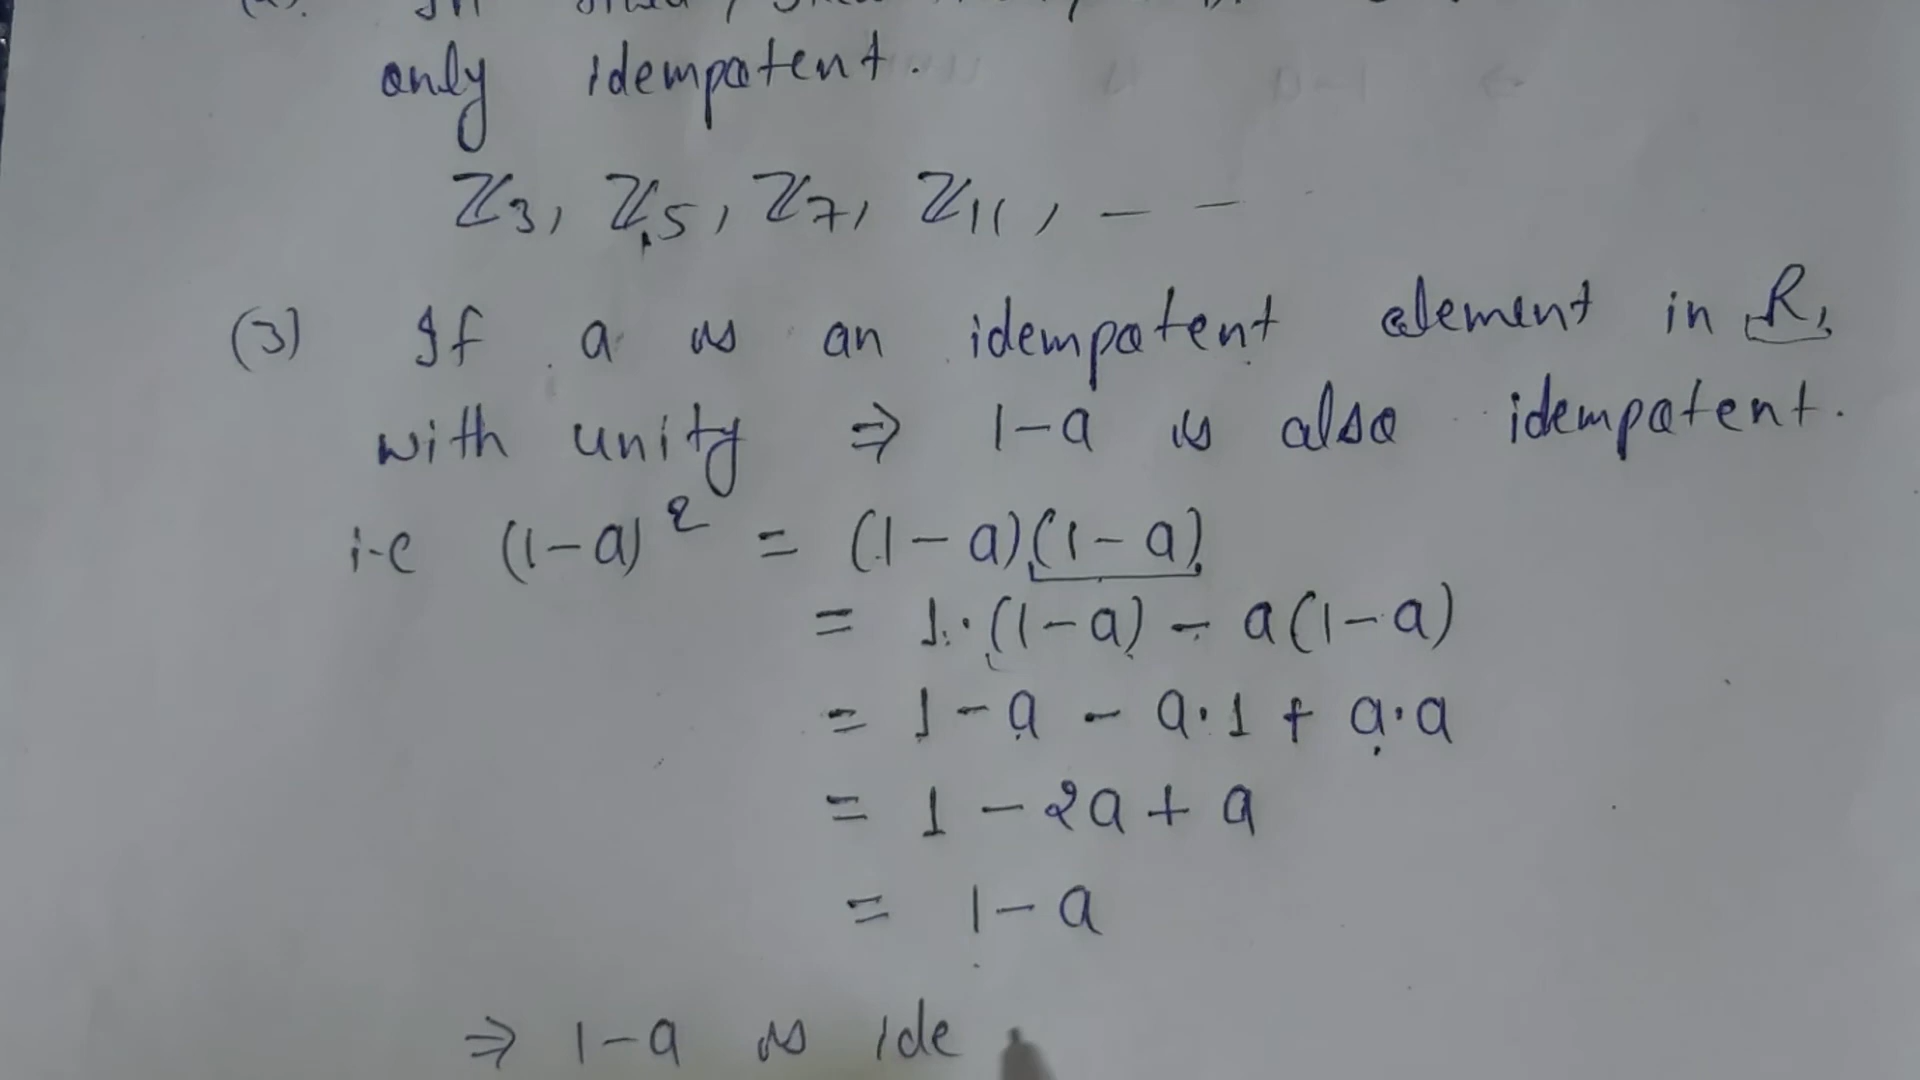 only idempotent.
ℤ3, ℤ5, ℤ7, ℤ11, - -
(3) If a is an idempotent element in R,
with unity ⇒ 1-a is also idempotent.
i-e (1-a)² = (1-a)(1-a)
= 1·(1-a) - a(1-a)
= 1-a - a·1 + a·a
= 1 - 2a + a
= 1-a
⇒ 1-a is ide